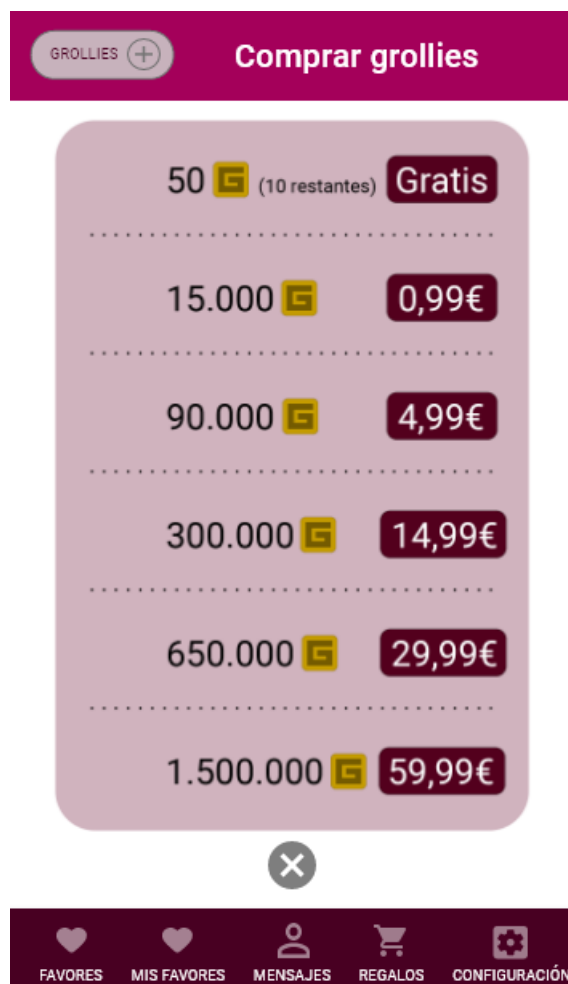 GROLLIES
Comprar grollies
50 G (10 restantes) Gratis
15.000 G 0,99€
90.000 G 4,99€
300.000 G 14,99€
650.000 G 29,99€
1.500.000 G 59,99€
FAVORES MIS FAVORES MENSAJES REGALOS CONFIGURACIÓN